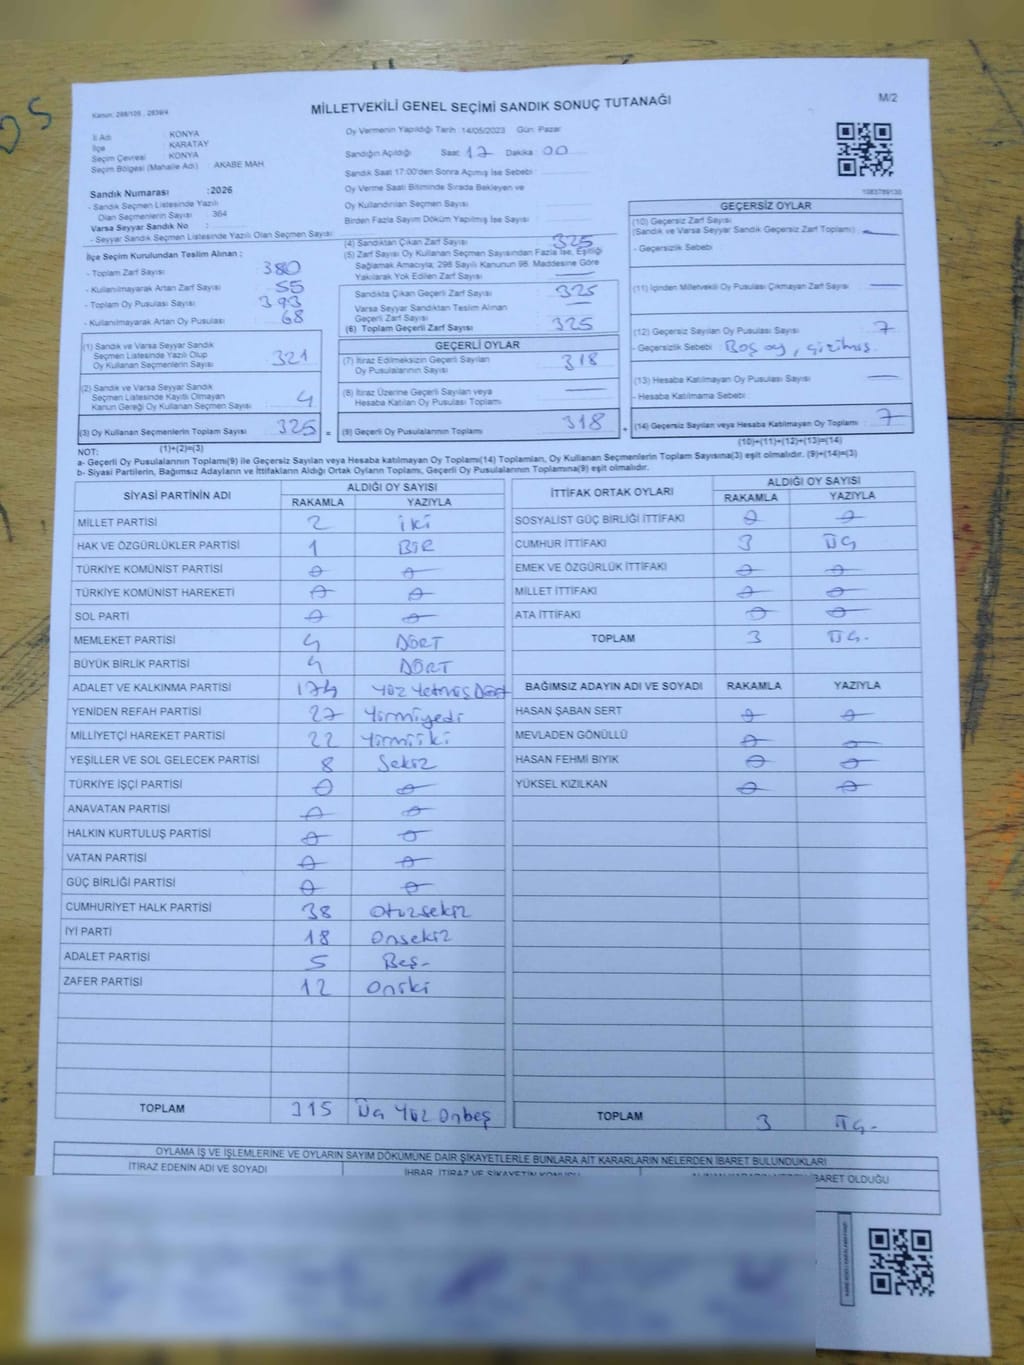 MİLLETVEKİLİ GENEL SEÇİMİ SANDIK SONUÇ TUTANAĞI
M/2
İl Adı : KONYA
İlçe : KARATAY
Seçim Çevresi : KONYA
Seçim Bölgesi (Mahalle Adı) : AKABE MAH
Sandık Numarası :2026
- Sandık Seçmen Listesinde Yazılı
Olan Seçmenlerin Sayısı : 364
Varsa Seyyar Sandık No :
- Seyyar Sandık Seçmen Listesinde Yazılı Olan Seçmen Sayısı:
Oy Vermenin Yapıldığı Tarih :14/05/2023 Gün: Pazar
Sandığın Açıldığı Saat: 17 Dakika: 00
Sandık Saat 17:00'den Sonra Açılmış İse Sebebi :
Oy Verme Saati Bitiminde Sırada Bekleyen ve
Oy Kullandırılan Seçmen Sayısı :
Birden Fazla Sayım Döküm Yapılmış İse Sayısı :
1083789130
İlçe Seçim Kurulundan Teslim Alınan :
- Toplam Zarf Sayısı : 380
- Kullanılmayarak Artan Zarf Sayısı : 55
- Toplam Oy Pusulası Sayısı : 393
- Kullanılmayarak Artan Oy Pusulası : 68
(1) Sandık ve Varsa Seyyar Sandık
Seçmen Listesinde Yazılı Olup
Oy Kullanan Seçmenlerin Sayısı : 321
(2) Sandık ve Varsa Seyyar Sandık
Seçmen Listesinde Kayıtlı Olmayan
Kanun Gereği Oy Kullanan Seçmen Sayısı : 4
(3) Oy Kullanan Seçmenlerin Toplam Sayısı : 325 =
(1)+(2)=(3)
(4) Sandıktan Çıkan Zarf Sayısı : 325
(5) Zarf Sayısı Oy Kullanan Seçmen Sayısından Fazla İse, Eşitliği
Sağlamak Amacıyla, 298 Sayılı Kanunun 98. Maddesine Göre
Yakılarak Yok Edilen Zarf Sayısı : —
Sandıkta Çıkan Geçerli Zarf Sayısı : 325
Varsa Seyyar Sandıktan Teslim Alınan
Geçerli Zarf Sayısı : —
(6) Toplam Geçerli Zarf Sayısı : 325
GEÇERLİ OYLAR
(7) İtiraz Edilmeksizin Geçerli Sayılan
Oy Pusulalarının Sayısı : 318
(8) İtiraz Üzerine Geçerli Sayılan veya
Hesaba Katılan Oy Pusulası Toplamı : —
(9) Geçerli Oy Pusulalarının Toplamı : 318 +
GEÇERSİZ OYLAR
(10) Geçersiz Zarf Sayısı
(Sandık ve Varsa Seyyar Sandık Geçersiz Zarf Toplamı) : —
- Geçersizlik Sebebi :
(11) İçinden Milletvekili Oy Pusulası Çıkmayan Zarf Sayısı : —
(12) Geçersiz Sayılan Oy Pusulası Sayısı : 7
- Geçersizlik Sebebi : Boş oy, çizilmiş.
(13) Hesaba Katılmayan Oy Pusulası Sayısı : —
- Hesaba Katılmama Sebebi :
(14) Geçersiz Sayılan veya Hesaba Katılmayan Oy Toplamı : 7
(10)+(11)+(12)+(13)=(14)
NOT:
a- Geçerli Oy Pusulalarının Toplamı(9) ile Geçersiz Sayılan veya Hesaba katılmayan Oy Toplamı(14) Toplamları, Oy Kullanan Seçmenlerin Toplam Sayısına(3) eşit olmalıdır. (9)+(14)=(3)
b- Siyasi Partilerin, Bağımsız Adayların ve İttifakların Aldığı Ortak Oyların Toplamı, Geçerli Oy Pusulalarının Toplamına(9) eşit olmalıdır.
SİYASİ PARTİNİN ADI ALDIĞI OY SAYISI
RAKAMLA YAZIYLA
MİLLET PARTİSİ 2 iki
HAK VE ÖZGÜRLÜKLER PARTİSİ 1 BİR
TÜRKİYE KOMÜNİST PARTİSİ 0 0
TÜRKİYE KOMÜNİST HAREKETİ 0 0
SOL PARTİ 0 0
MEMLEKET PARTİSİ 4 DÖRT
BÜYÜK BİRLİK PARTİSİ 4 DÖRT
ADALET VE KALKINMA PARTİSİ 174 Yüz Yetmiş Dört
YENİDEN REFAH PARTİSİ 27 Yirmiyedi
MİLLİYETÇİ HAREKET PARTİSİ 22 Yirmiiki
YEŞİLLER VE SOL GELECEK PARTİSİ 8 Sekiz
TÜRKİYE İŞÇİ PARTİSİ 0 0
ANAVATAN PARTİSİ 0 0
HALKIN KURTULUŞ PARTİSİ 0 0
VATAN PARTİSİ 0 0
GÜÇ BİRLİĞİ PARTİSİ 0 0
CUMHURİYET HALK PARTİSİ 38 Otuzsekiz
İYİ PARTİ 18 Onsekiz
ADALET PARTİSİ 5 Beş-
ZAFER PARTİSİ 12 Oniki
TOPLAM 315 Üç Yüz Onbeş
İTTİFAK ORTAK OYLARI ALDIĞI OY SAYISI
RAKAMLA YAZIYLA
SOSYALİST GÜÇ BİRLİĞİ İTTİFAKI 0 0
CUMHUR İTTİFAKI 3 ÜÇ
EMEK VE ÖZGÜRLÜK İTTİFAKI 0 0
MİLLET İTTİFAKI 0 0
ATA İTTİFAKI 0 0
TOPLAM 3 ÜÇ-
BAĞIMSIZ ADAYIN ADI VE SOYADI RAKAMLA YAZIYLA
HASAN ŞABAN SERT 0 0
MEVLADEN GÖNÜLLÜ 0 0
HASAN FEHMİ BIYIK 0 0
YÜKSEL KIZILKAN 0 0
TOPLAM 3 ÜÇ-
OYLAMA İŞ VE İŞLEMLERİNE VE OYLARIN SAYIM DÖKÜMÜNE DAİR ŞİKAYETLERLE BUNLARA AİT KARARLARIN NELERDEN İBARET BULUNDUKLARI
İTİRAZ EDENİN ADI VE SOYADI
İHBAR, İTİRAZ VE ŞİKAYETİN KONUSU
İBARET OLDUĞU